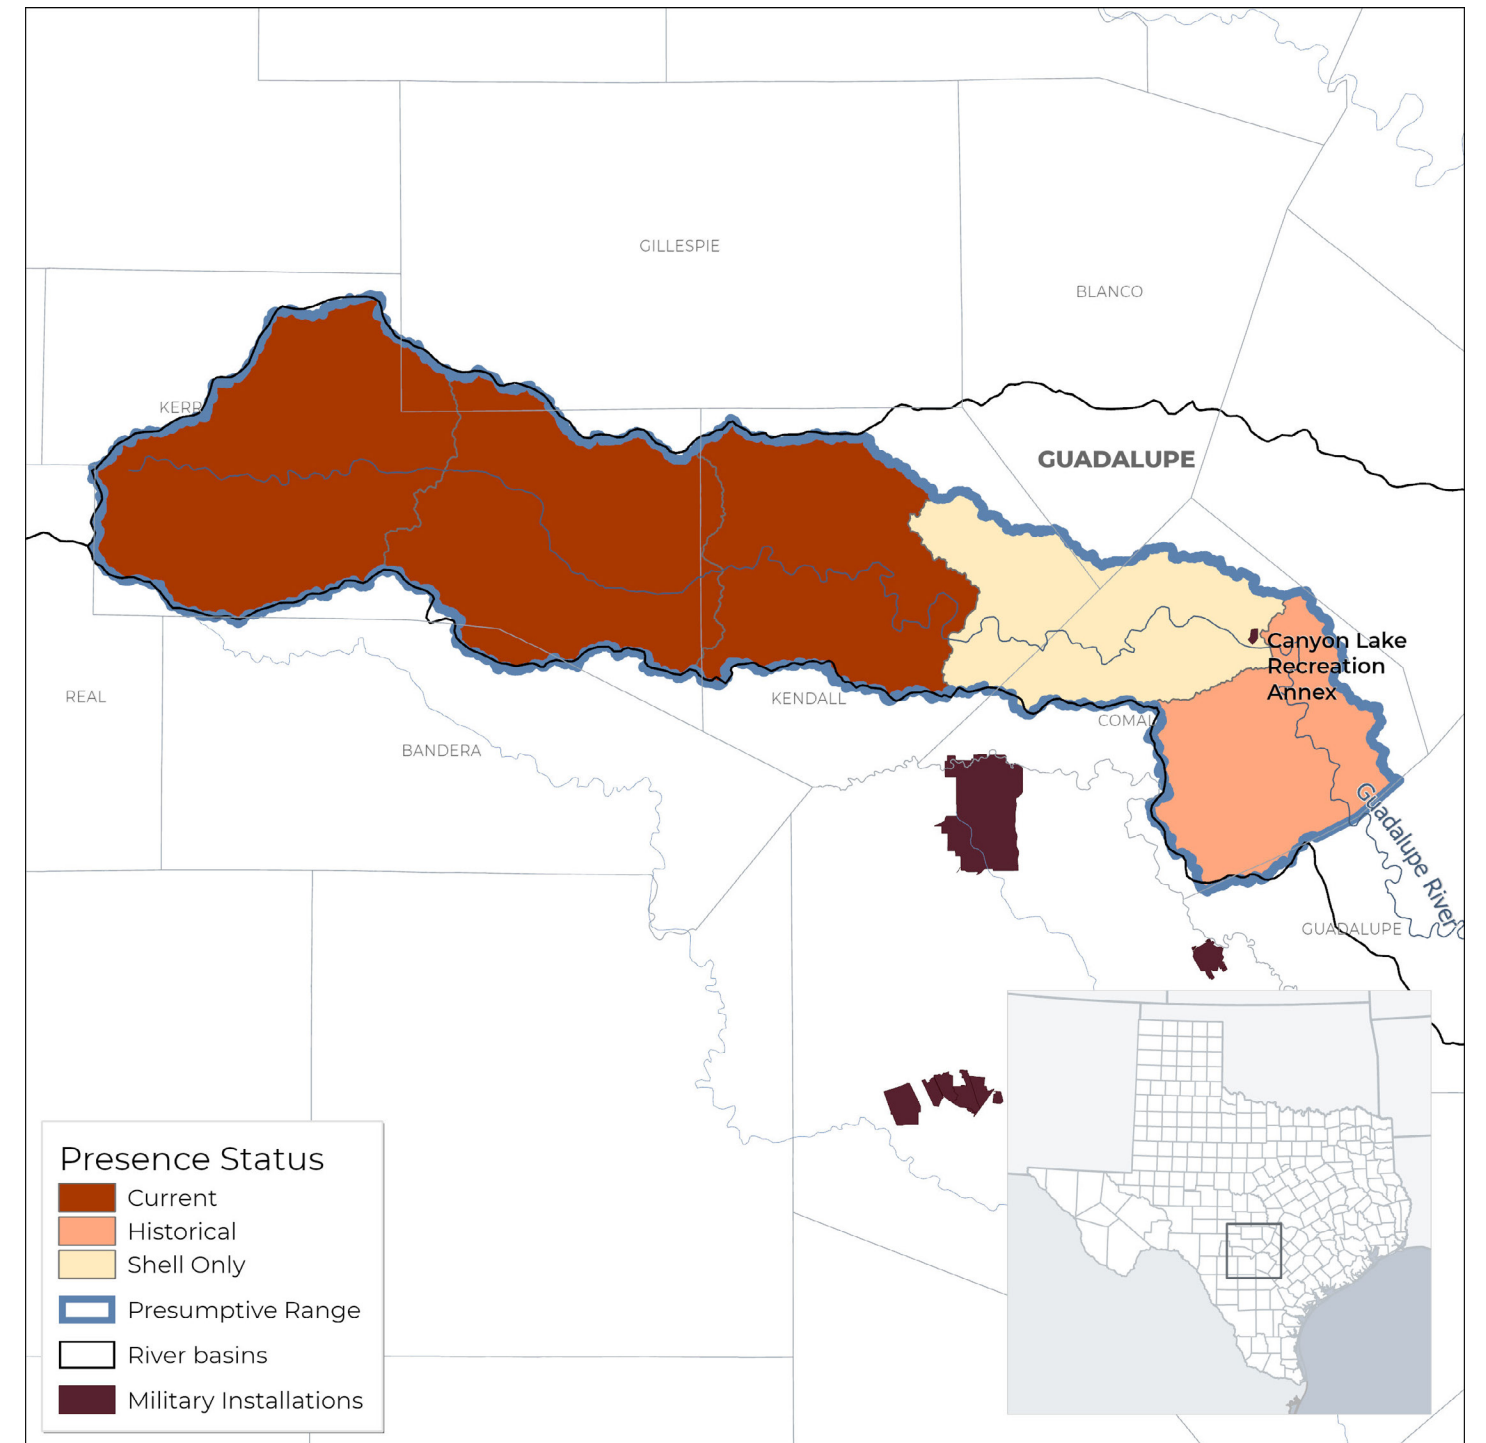 GILLESPIE
BLANCO
KERR
GUADALUPE
Canyon Lake
Recreation
Annex
REAL
KENDALL
COMAL
BANDERA
Guadalupe River
GUADALUPE
Presence Status
Current
Historical
Shell Only
Presumptive Range
River basins
Military Installations